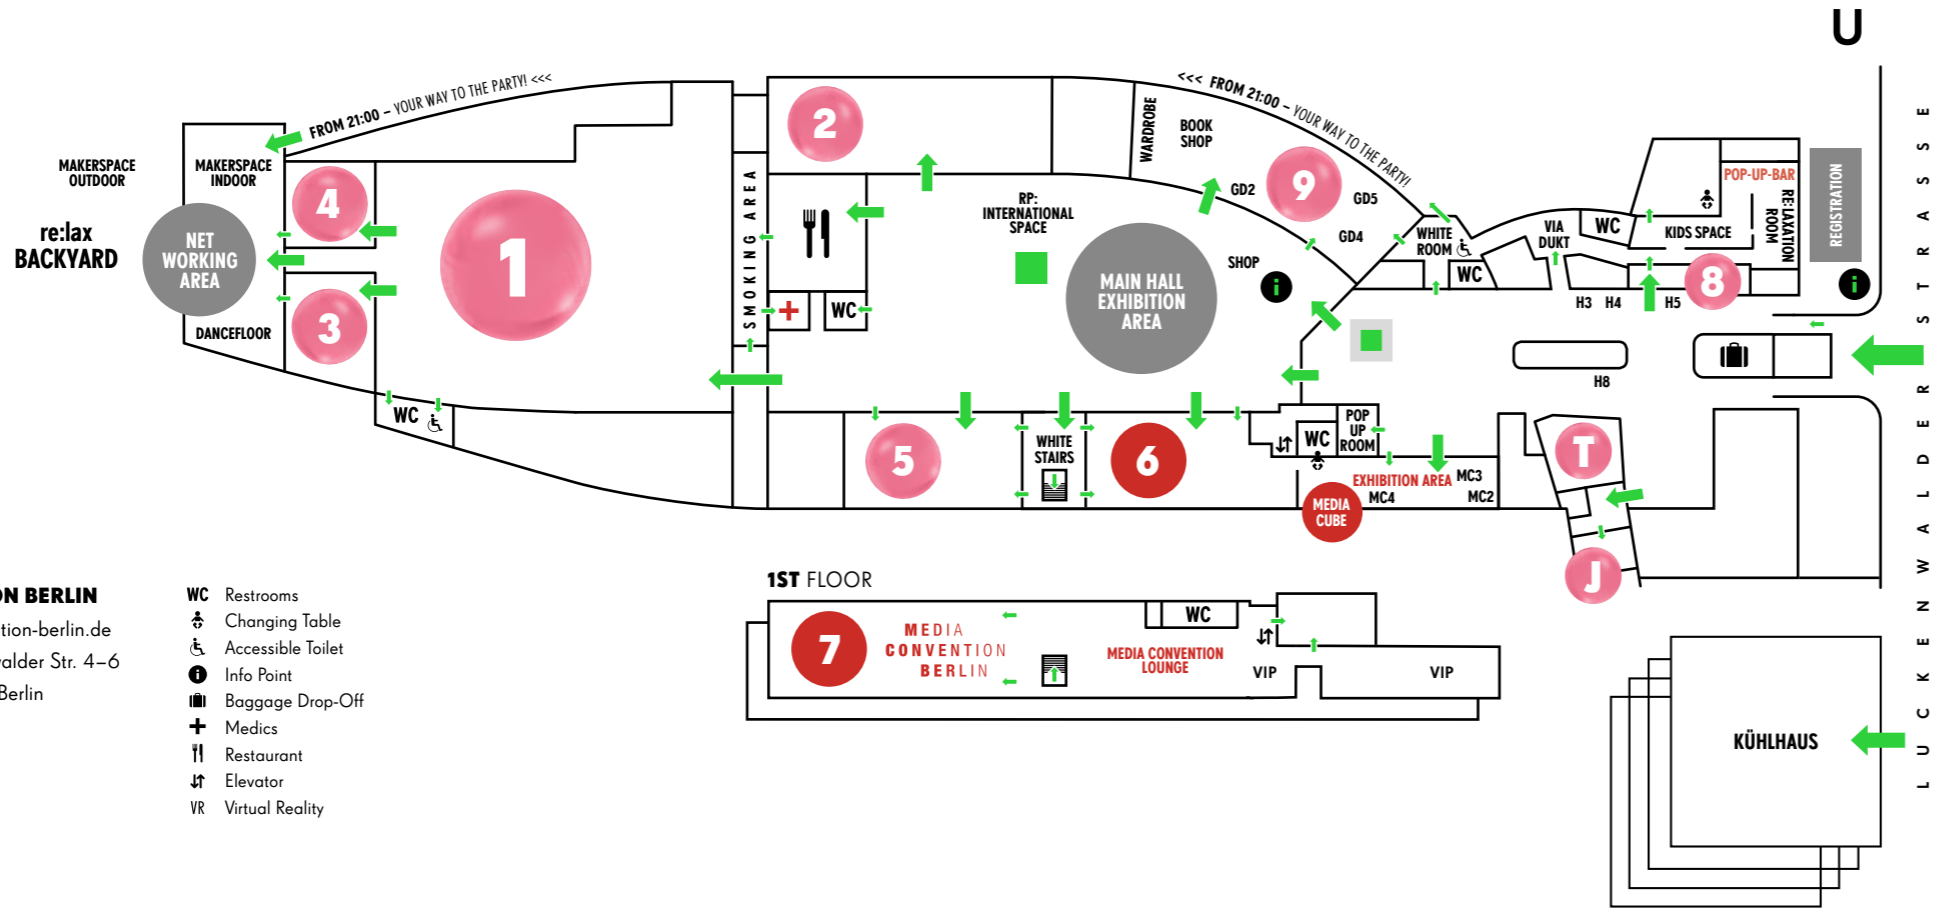 U
<<< FROM 21:00 – YOUR WAY TO THE PARTY!
FROM 21:00 – YOUR WAY TO THE PARTY! <<<
MAKERSPACE
OUTDOOR
MAKERSPACE
INDOOR
re:lax
BACKYARD
NET
WORKING
AREA
DANCEFLOOR
4
3
1
WC
SMOKING AREA
2
WC
RP:
INTERNATIONAL
SPACE
MAIN HALL
EXHIBITION
AREA
WARDROBE
BOOK
SHOP
GD2
9
GD5
GD4
SHOP
i
WHITE
ROOM
WC
VIA
DUKT
WC
KIDS SPACE
POP-UP-BAR
RE:LAXATION
ROOM
REGISTRATION
i
8
H3
H4
H5
H8
LUCKENWALDER STRASSE
5
WHITE
STAIRS
6
WC
POP
UP
ROOM
EXHIBITION AREA
MC3
MC4
MC2
MEDIA
CUBE
T
J
1ST FLOOR
7
MEDIA
CONVENTION
BERLIN
WC
MEDIA CONVENTION
LOUNGE
VIP
VIP
KÜHLHAUS
ON BERLIN
tion-berlin.de
valder Str. 4–6
Berlin
WC Restrooms
Changing Table
Accessible Toilet
i Info Point
Baggage Drop-Off
Medics
Restaurant
Elevator
VR Virtual Reality